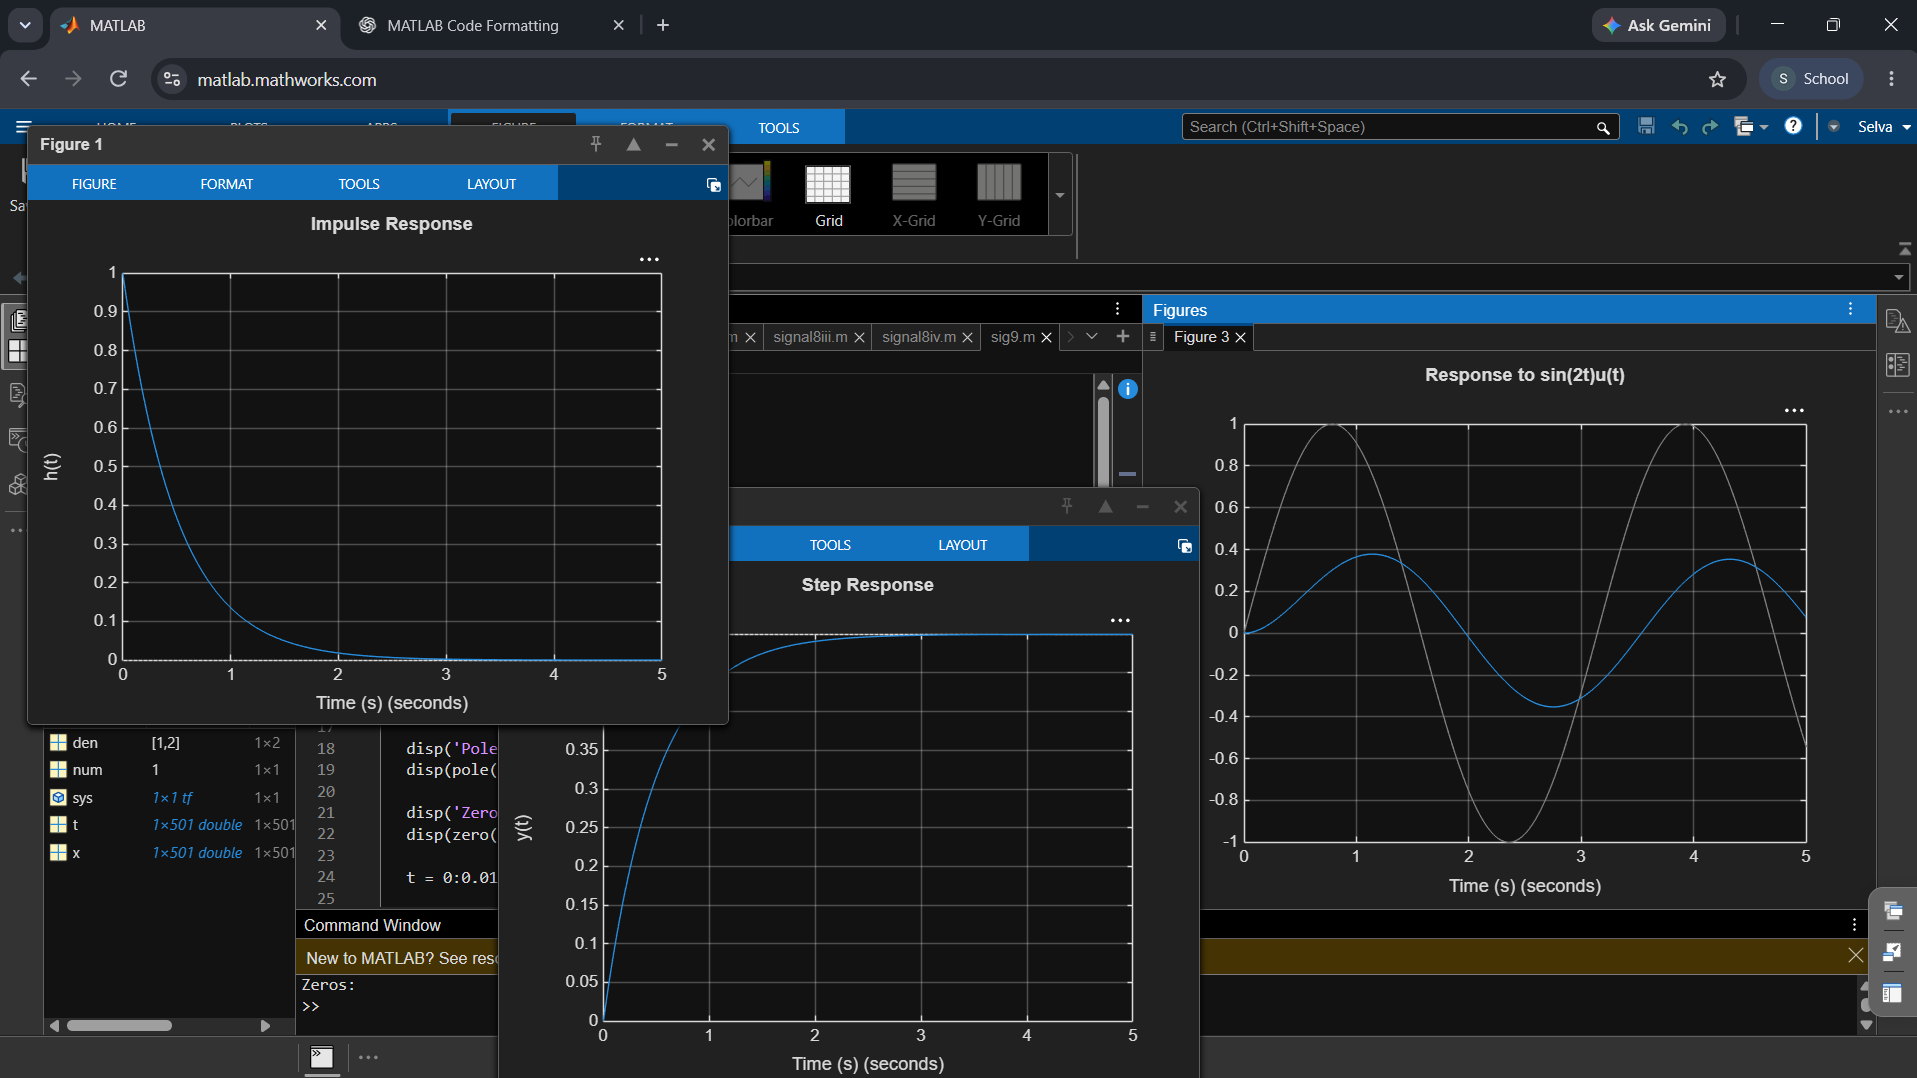 MATLAB
MATLAB Code Formatting
Ask Gemini
matlab.mathworks.com
S School
TOOLS
Search (Ctrl+Shift+Space)
Selva
Figure 1
FIGURE FORMAT TOOLS LAYOUT
Grid X-Grid Y-Grid
Impulse Response
1
0.9
0.8
0.7
0.6
0.5
0.4
0.3
0.2
0.1
0
h(t)
0 1 2 3 4 5
Time (s) (seconds)
signal8iii.m signal8iv.m sig9.m
Figures
Figure 3
Response to sin(2t)u(t)
1
0.8
0.6
0.4
0.2
0
-0.2
-0.4
-0.6
-0.8
-1
0 1 2 3 4 5
Time (s) (seconds)
TOOLS LAYOUT
Step Response
0.35
0.3
0.25
0.2
0.15
0.1
0.05
0
y(t)
0 1 2 3 4 5
Time (s) (seconds)
den [1,2] 1×2
num 1 1×1
sys 1×1 tf 1×1
t 1×501 double 1×501
x 1×501 double 1×501
18 disp('Pole
19 disp(pole(
20
21 disp('Zero
22 disp(zero(
23
24 t = 0:0.01
25
Command Window
New to MATLAB? See
Zeros:
>>